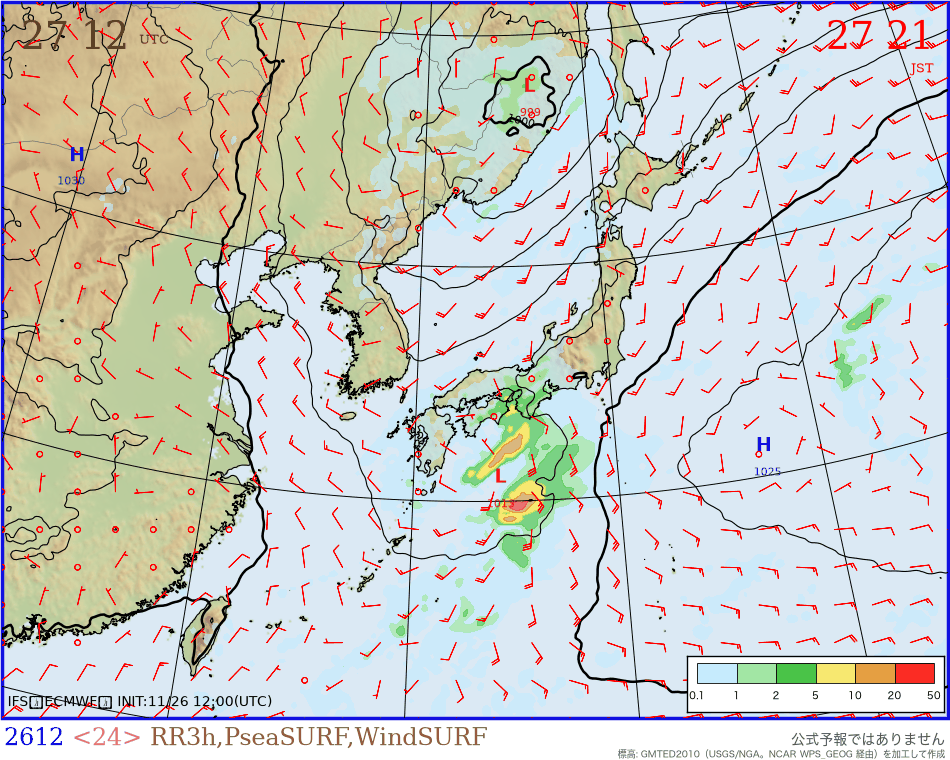 27 12 UTC
27 21
JST
L
999
1000
H
1030
H
1025
L
1013
0.1 1 2 5 10 20 50
IFS ECMWF INIT:11/26 12:00(UTC)
2612 <24> RR3h,PseaSURF,WindSURF
公式予報ではありません
標高: GMTED2010（USGS/NGA。NCAR WPS_GEOG 経由）を加工して作成